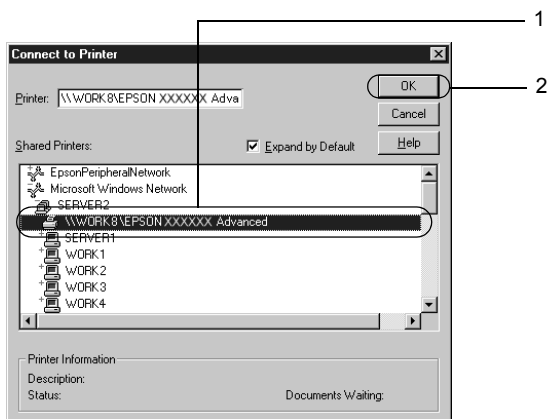 1
Connect to Printer
Printer: \\WORK8\EPSON XXXXXX Adva
OK
2
Cancel
Shared Printers:
Expand by Default
Help
EpsonPeripheralNetwork
Microsoft Windows Network
SERVER2
\\WORK8\EPSON XXXXXX Advanced
SERVER1
WORK1
WORK2
WORK3
WORK4
Printer Information
Description:
Status:
Documents Waiting: